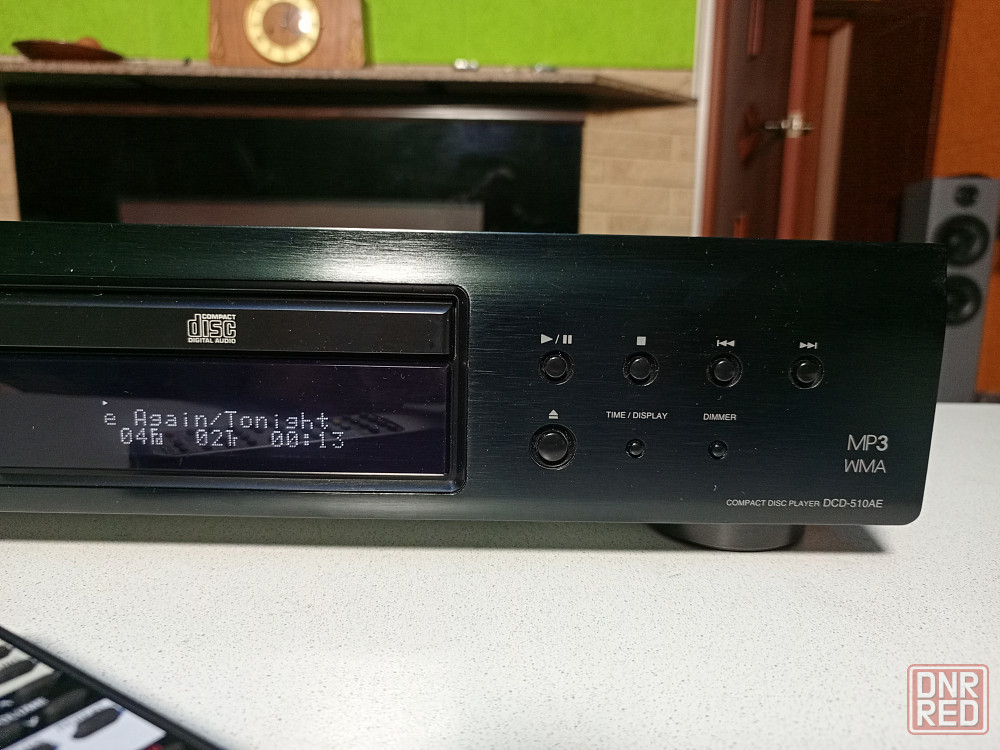 COMPACT
disc
DIGITAL AUDIO
e Again/Tonight
04 02Tr 00:13
TIME / DISPLAY
DIMMER
MP3
WMA
COMPACT DISC PLAYER DCD-510AE
DNR
RED